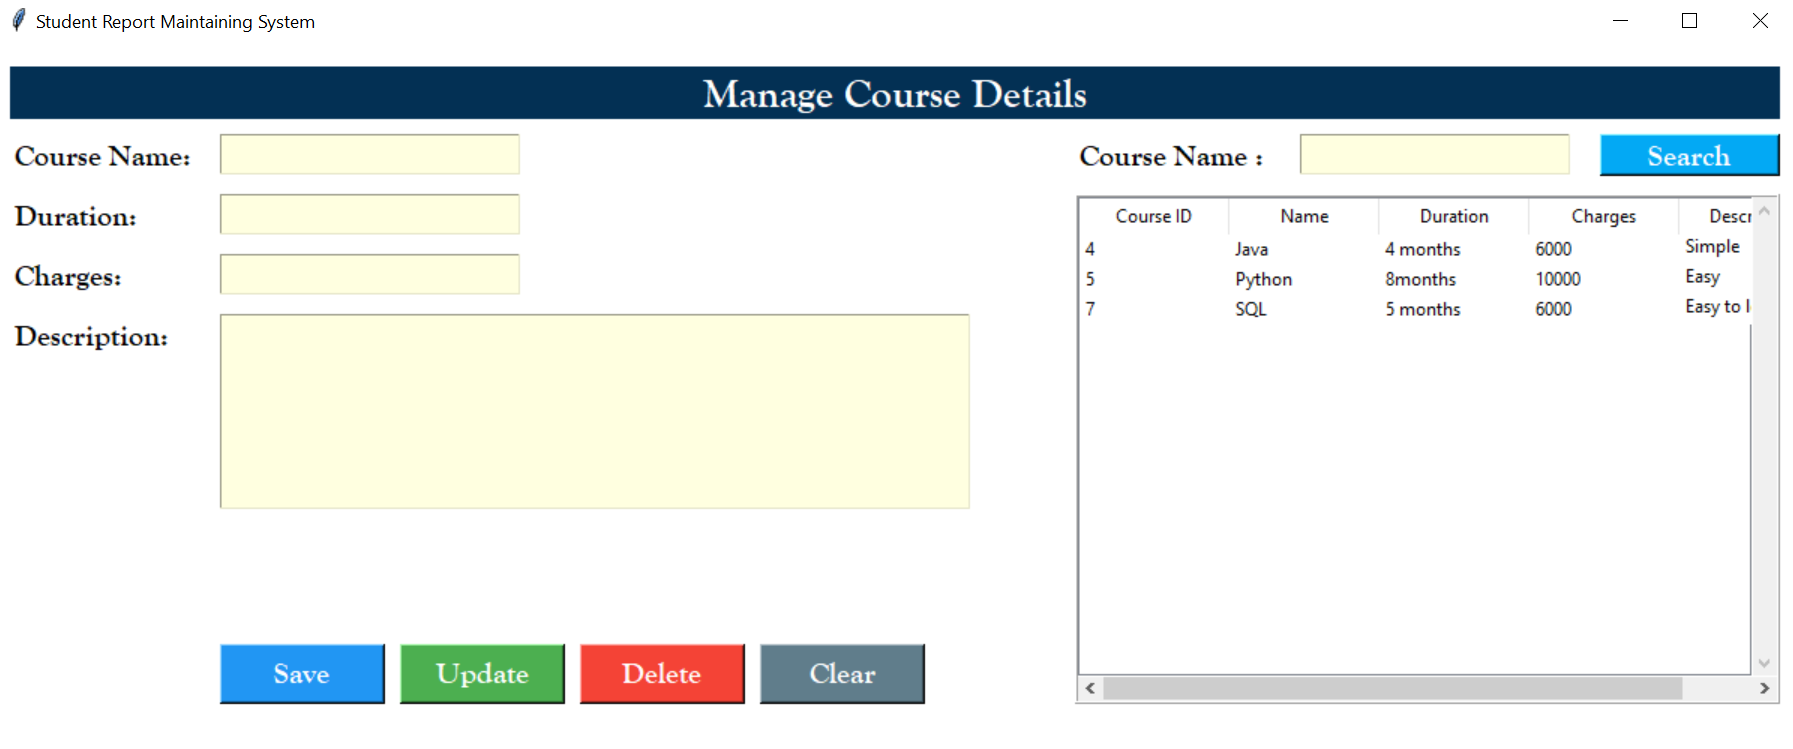 Student Report Maintaining System
Manage Course Details
Course Name:
Duration:
Charges:
Description:
Save Update Delete Clear
Course Name : Search
Course ID Name Duration Charges Descr
4 Java 4 months 6000 Simple
5 Python 8months 10000 Easy
7 SQL 5 months 6000 Easy to